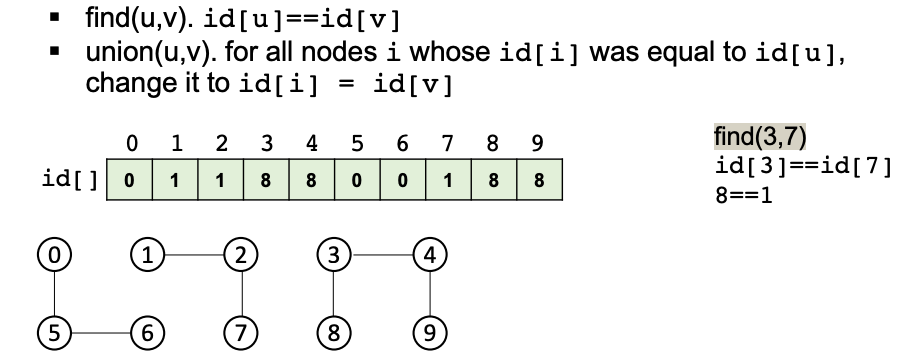 ▪ find(u,v). id[u]==id[v]
▪ union(u,v). for all nodes i whose id[i] was equal to id[u],
change it to id[i] = id[v]
0 1 2 3 4 5 6 7 8 9
id[] 0 1 1 8 8 0 0 1 8 8
find(3,7)
id[3]==id[7]
8==1
0 1 2 3 4
5 6 7 8 9